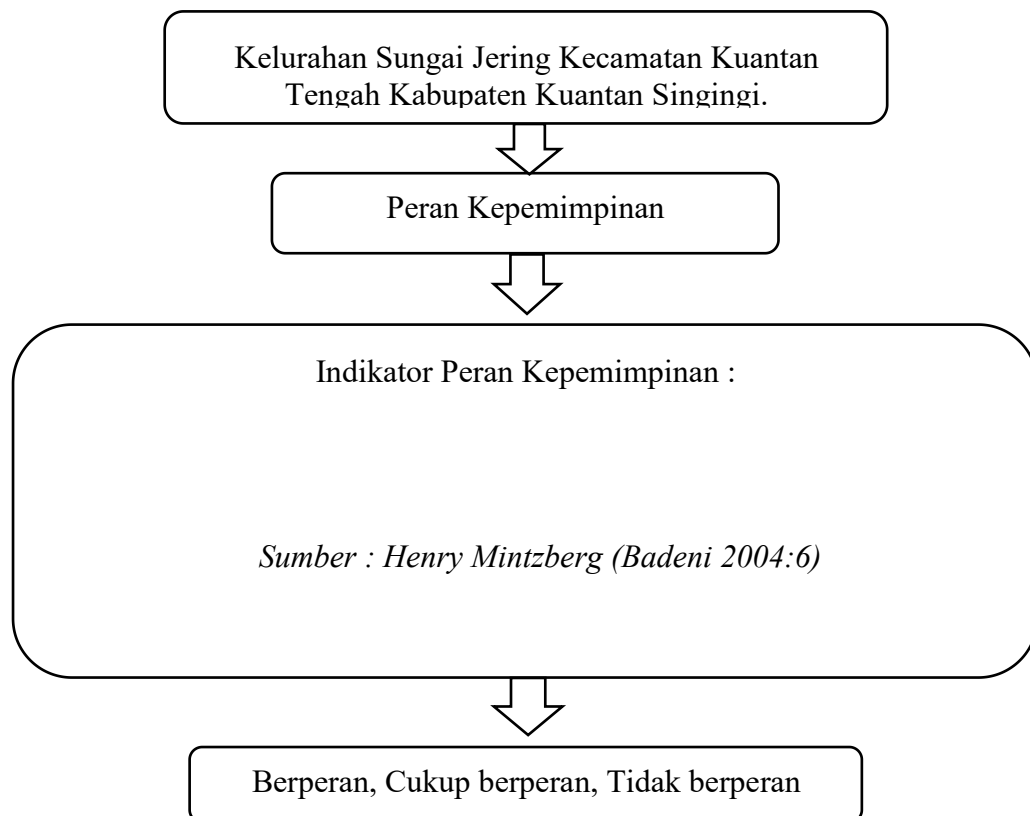 Kelurahan Sungai Jering Kecamatan Kuantan
Tengah Kabupaten Kuantan Singingi.
Peran Kepemimpinan
Indikator Peran Kepemimpinan :
Sumber : Henry Mintzberg (Badeni 2004:6)
Berperan, Cukup berperan, Tidak berperan